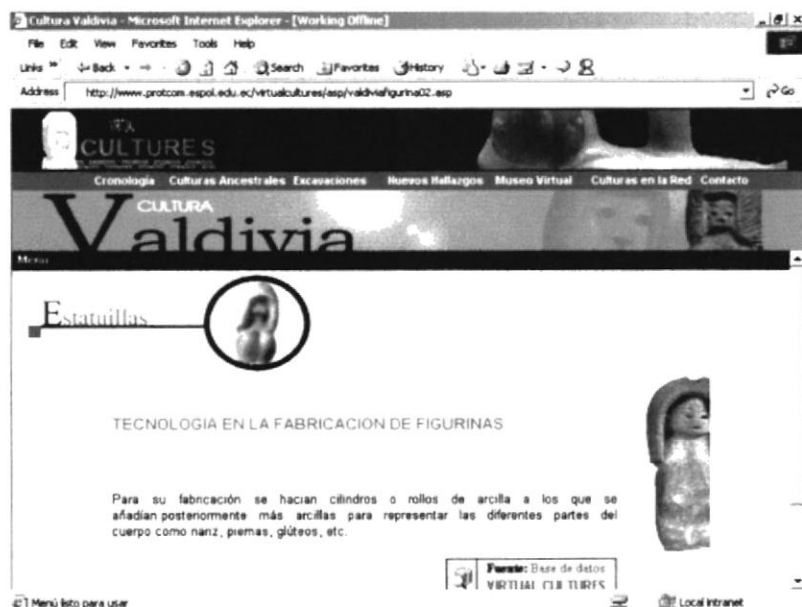 Cultura Valdivia - Microsoft Internet Explorer - [Working Offline]
File Edit View Favorites Tools Help
Links » Back Search Favorites History
Address http://www.protcom.espol.edu.ec/virtualcultures/asp/valdiviafigurina02.asp Go
CULTURES
Cronología Culturas Ancestrales Excavaciones Nuevos Hallazgos Museo Virtual Culturas en la Red Contacto
CULTURA
Valdivia
Menu
Estatuillas
TECNOLOGIA EN LA FABRICACION DE FIGURINAS
Para su fabricación se hacian cilindros o rollos de arcilla a los que se
añadían posteriormente más arcillas para representar las diferentes partes del
cuerpo como nariz, piernas, glúteos, etc.
Fuente: Base de datos
VIRTUAL CULTURES
Menú listo para usar Local intranet